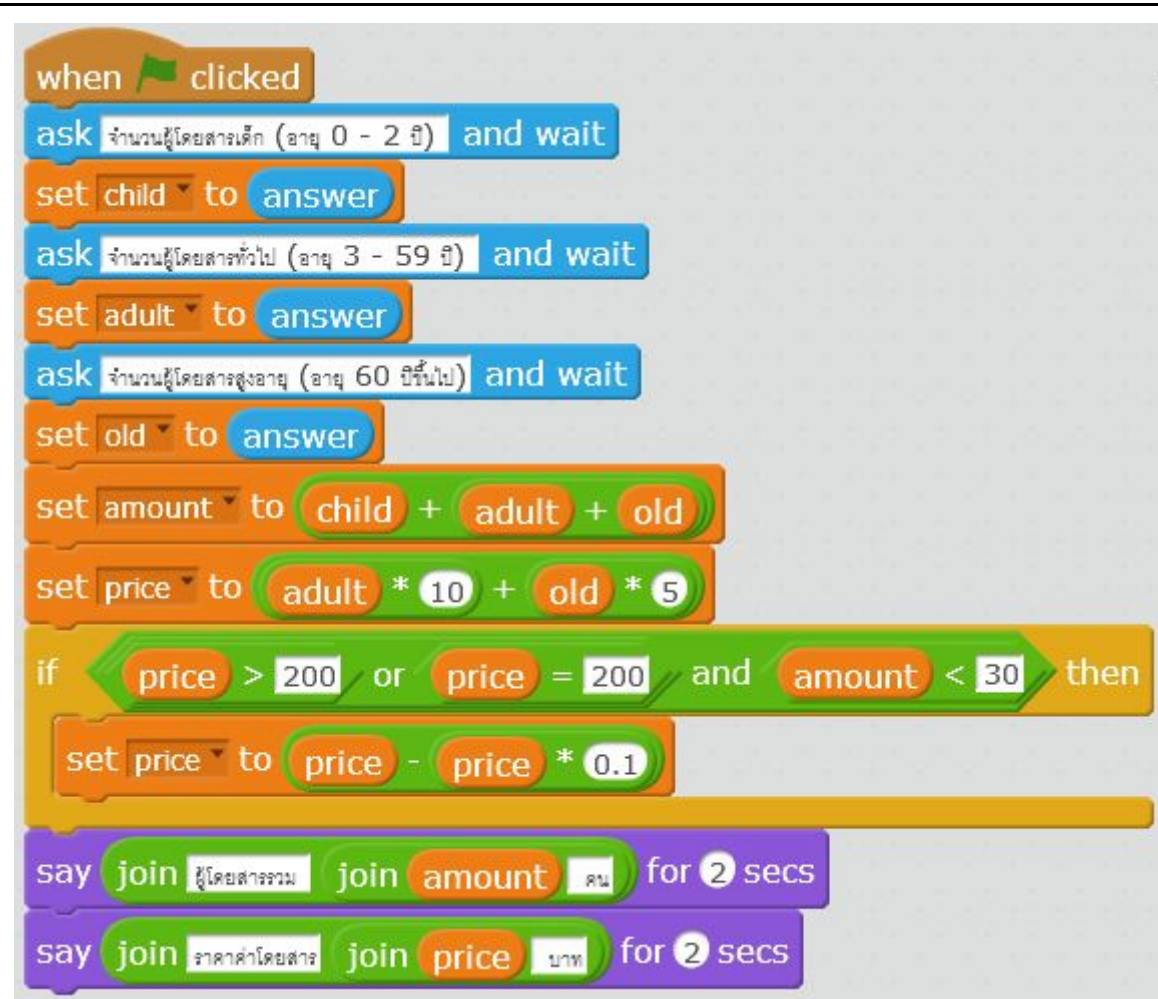 when clicked
ask จำนวนผู้โดยสารเด็ก (อายุ 0 - 2 ปี) and wait
set child to answer
ask จำนวนผู้โดยสารทั่วไป (อายุ 3 - 59 ปี) and wait
set adult to answer
ask จำนวนผู้โดยสารสูงอายุ (อายุ 60 ปีขึ้นไป) and wait
set old to answer
set amount to child + adult + old
set price to adult * 10 + old * 5
if price > 200 or price = 200 and amount < 30 then
set price to price - price * 0.1
say join ผู้โดยสารรวม join amount คน for 2 secs
say join ราคาค่าโดยสาร join price บาท for 2 secs